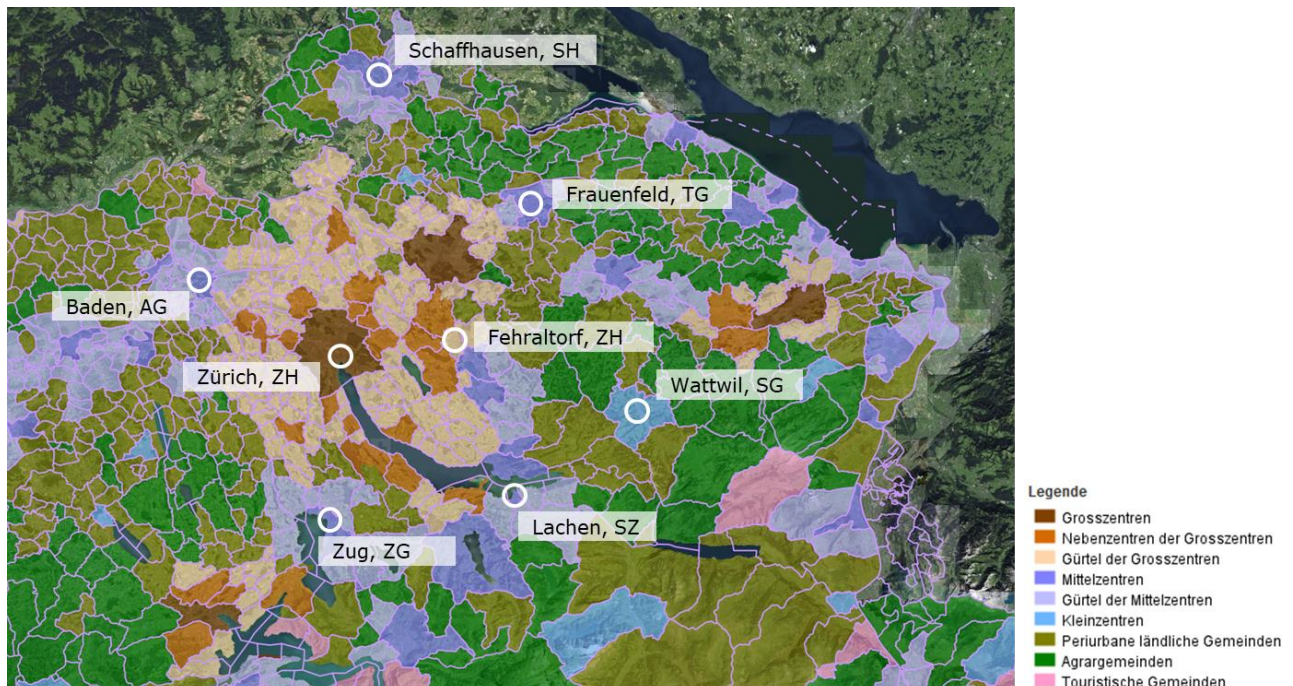 Schaffhausen, SH
Frauenfeld, TG
Baden, AG
Fehraltorf, ZH
Zürich, ZH
Wattwil, SG
Lachen, SZ
Zug, ZG
Legende
Grosszentren
Nebenzentren der Grosszentren
Gürtel der Grosszentren
Mittelzentren
Gürtel der Mittelzentren
Kleinzentren
Periurbane ländliche Gemeinden
Agrargemeinden
Touristische Gemeinden